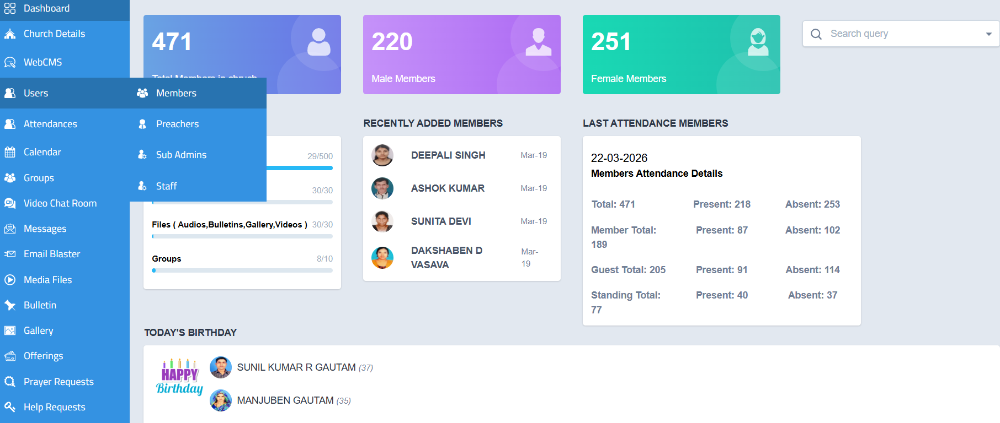 Dashboard
Church Details
WebCMS
Users
Attendances
Calendar
Groups
Video Chat Room
Messages
Email Blaster
Media Files
Bulletin
Gallery
Offerings
Prayer Requests
Help Requests
Members
Preachers
Sub Admins
Staff
471
220
Male Members
251
Female Members
Search query
29/500
30/30
Files ( Audios,Bulletins,Gallery,Videos ) 30/30
Groups 8/10
RECENTLY ADDED MEMBERS
DEEPALI SINGH Mar-19
ASHOK KUMAR Mar-19
SUNITA DEVI Mar-19
DAKSHABEN D Mar-
VASAVA 19
LAST ATTENDANCE MEMBERS
22-03-2026
Members Attendance Details
Total: 471 Present: 218 Absent: 253
Member Total: Present: 87 Absent: 102
189
Guest Total: 205 Present: 91 Absent: 114
Standing Total: Present: 40 Absent: 37
77
TODAY'S BIRTHDAY
HAPPY
Birthday
SUNIL KUMAR R GAUTAM (37)
MANJUBEN GAUTAM (35)